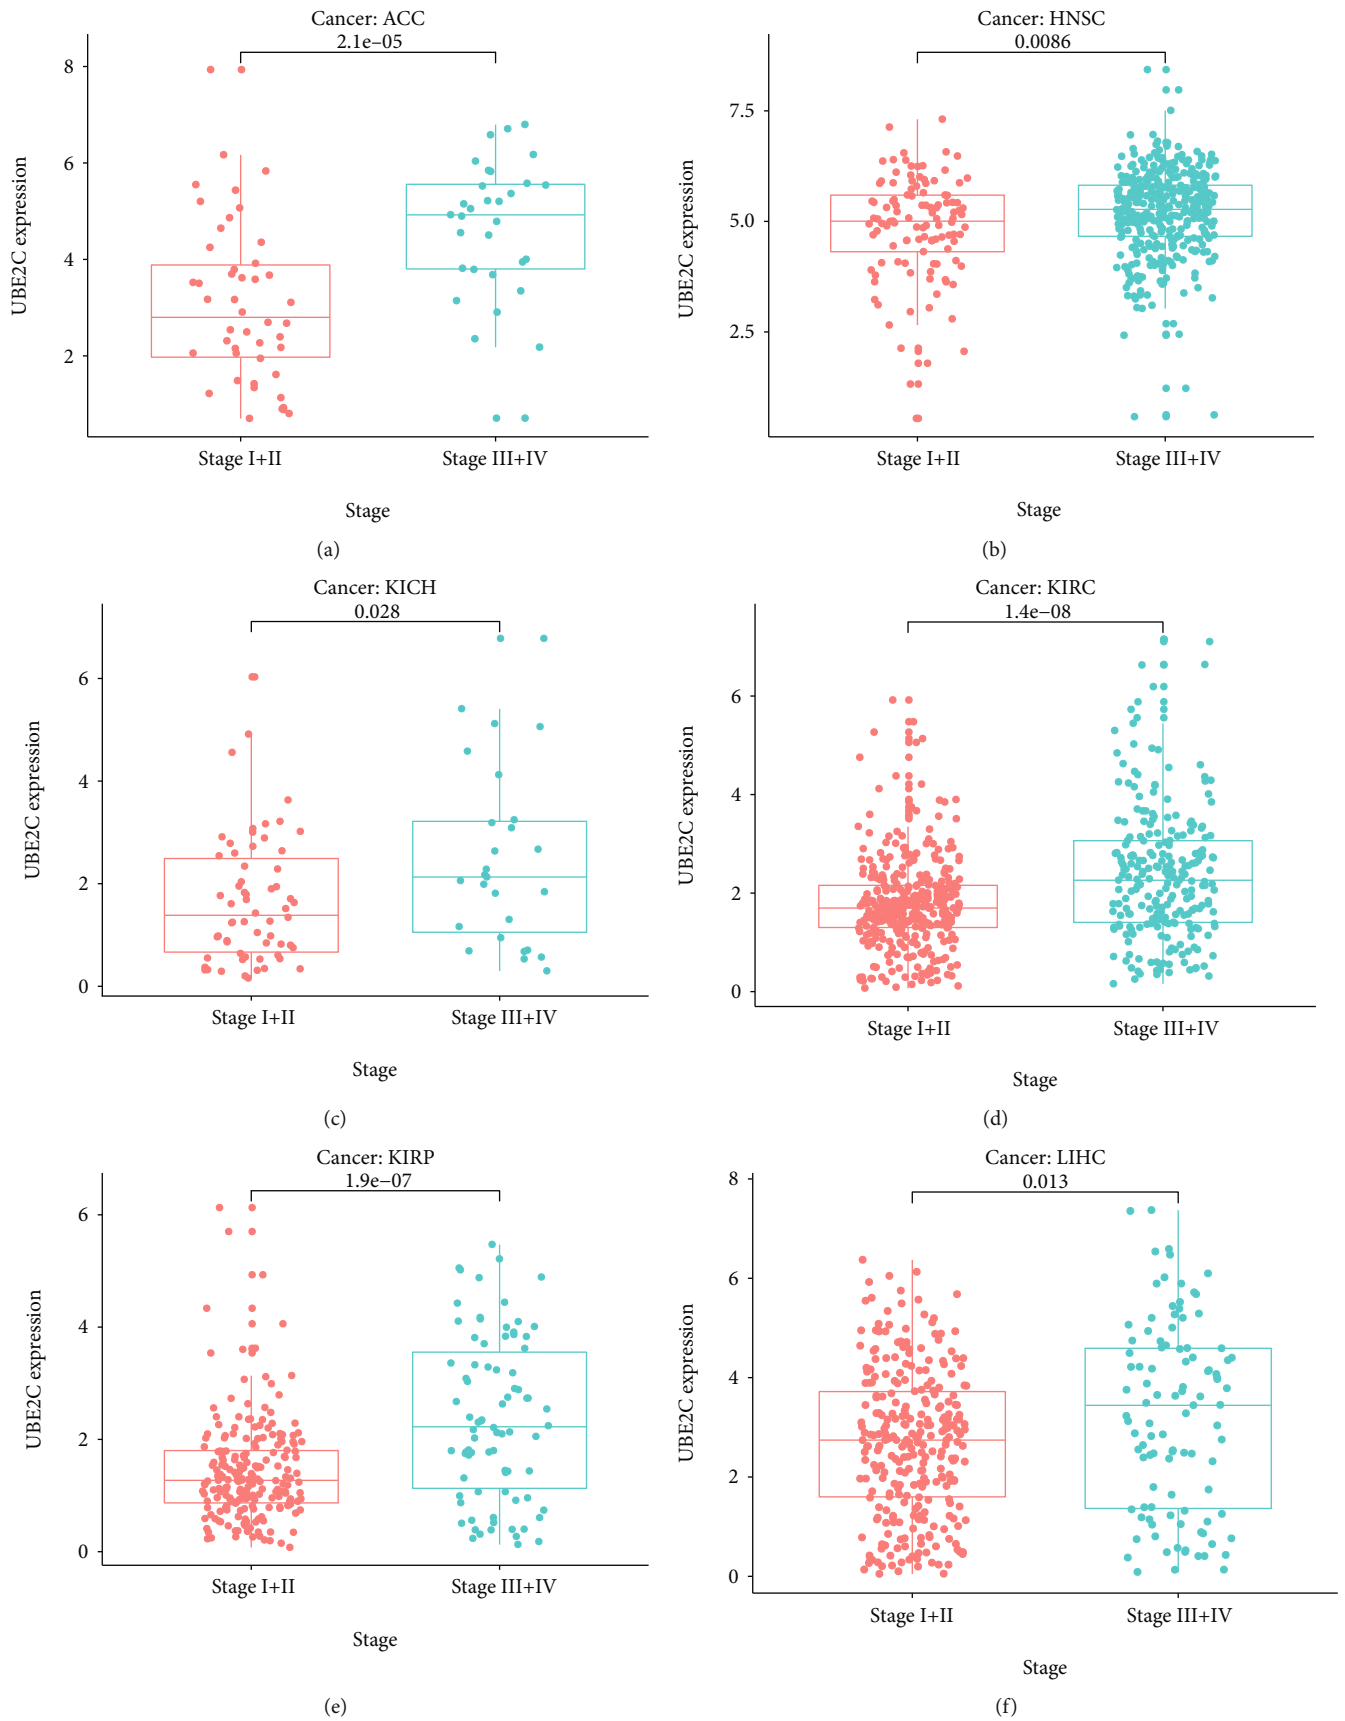 Cancer: ACC
2.1e−05
8
6
4
2
UBE2C expression
Stage I+II
Stage III+IV
Stage
(a)
Cancer: HNSC
0.0086
7.5
5.0
2.5
UBE2C expression
Stage I+II
Stage III+IV
Stage
(b)
Cancer: KICH
0.028
6
4
2
0
UBE2C expression
Stage I+II
Stage III+IV
Stage
(c)
Cancer: KIRC
1.4e−08
6
4
2
0
UBE2C expression
Stage I+II
Stage III+IV
Stage
(d)
Cancer: KIRP
1.9e−07
6
4
2
0
UBE2C expression
Stage I+II
Stage III+IV
Stage
(e)
Cancer: LIHC
0.013
8
6
4
2
0
UBE2C expression
Stage I+II
Stage III+IV
Stage
(f)